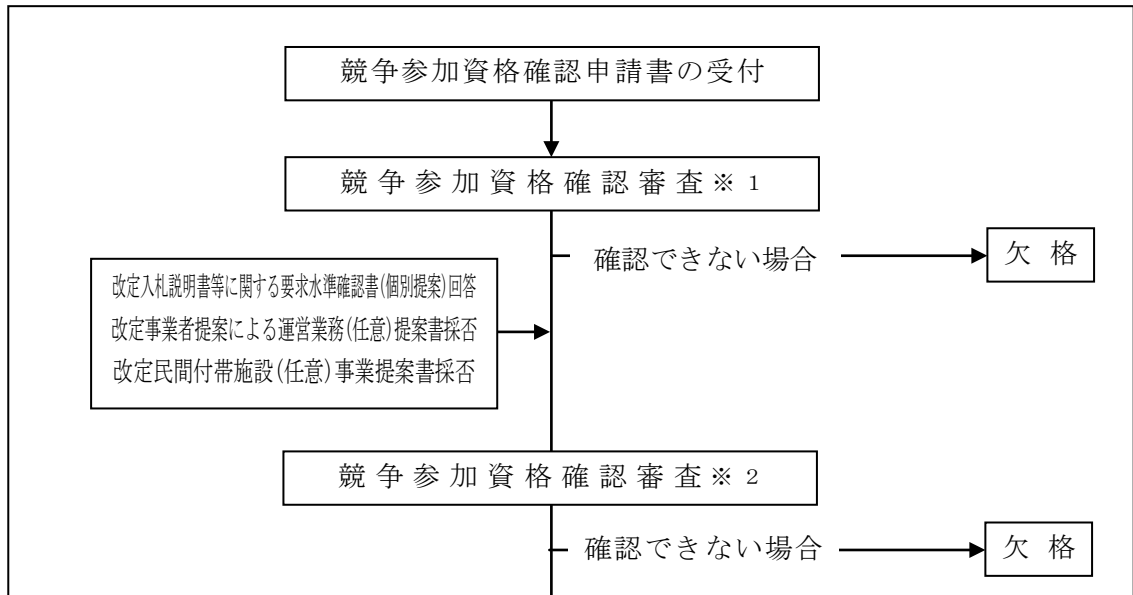 競争参加資格確認申請書の受付
競争参加資格確認審査※1
確認できない場合
欠格
改定入札説明書等に関する要求水準確認書(個別提案)回答
改定事業者提案による運営業務(任意)提案書採否
改定民間付帯施設(任意)事業提案書採否
競争参加資格確認審査※2
確認できない場合
欠格